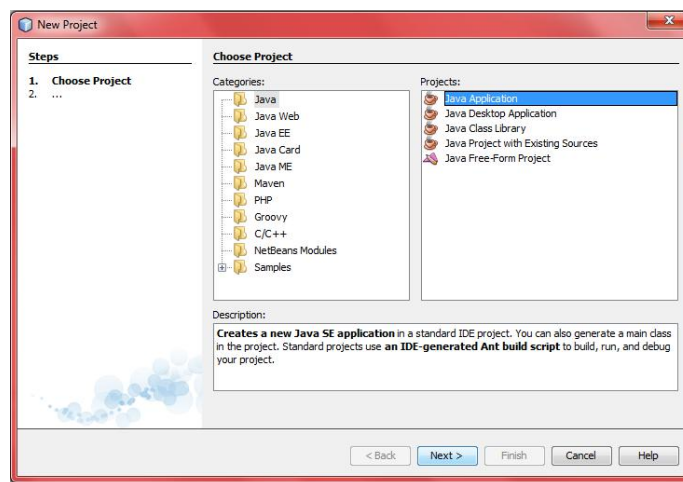 New Project
Steps
1. Choose Project
2. ...
Choose Project
Categories:
Java
Java Web
Java EE
Java Card
Java ME
Maven
PHP
Groovy
C/C++
NetBeans Modules
Samples
Projects:
Java Application
Java Desktop Application
Java Class Library
Java Project with Existing Sources
Java Free-Form Project
Description:
Creates a new Java SE application in a standard IDE project. You can also generate a main class
in the project. Standard projects use an IDE-generated Ant build script to build, run, and debug
your project.
< Back
Next >
Finish
Cancel
Help